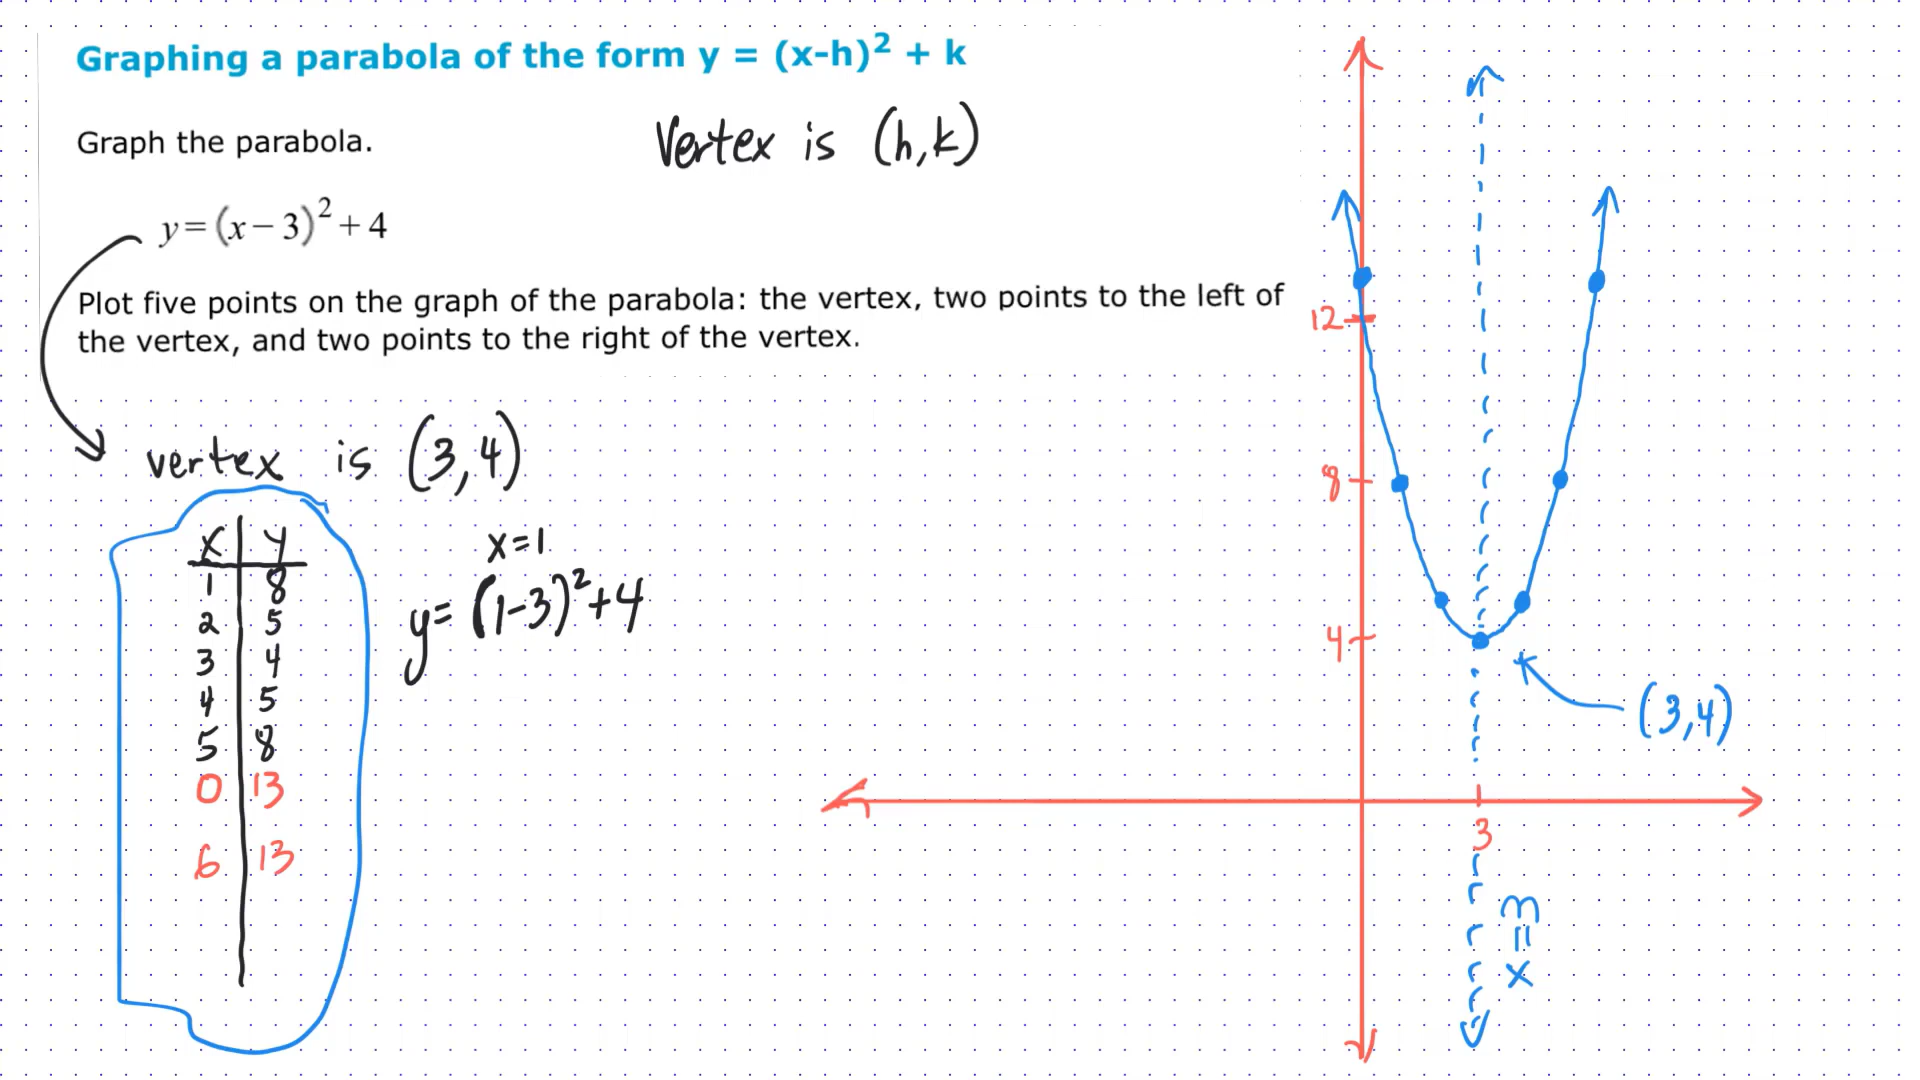 Graphing a parabola of the form y = (x-h)² + k
Graph the parabola.
Vertex is (h,k)
y = (x − 3)² + 4
Plot five points on the graph of the parabola: the vertex, two points to the left of
the vertex, and two points to the right of the vertex.
vertex is (3,4)
x y
1 8
2 5
3 4
4 5
5 8
0 13
6 13
x=1
y= (1-3)²+4
12
8
4
(3,4)
3
x=3